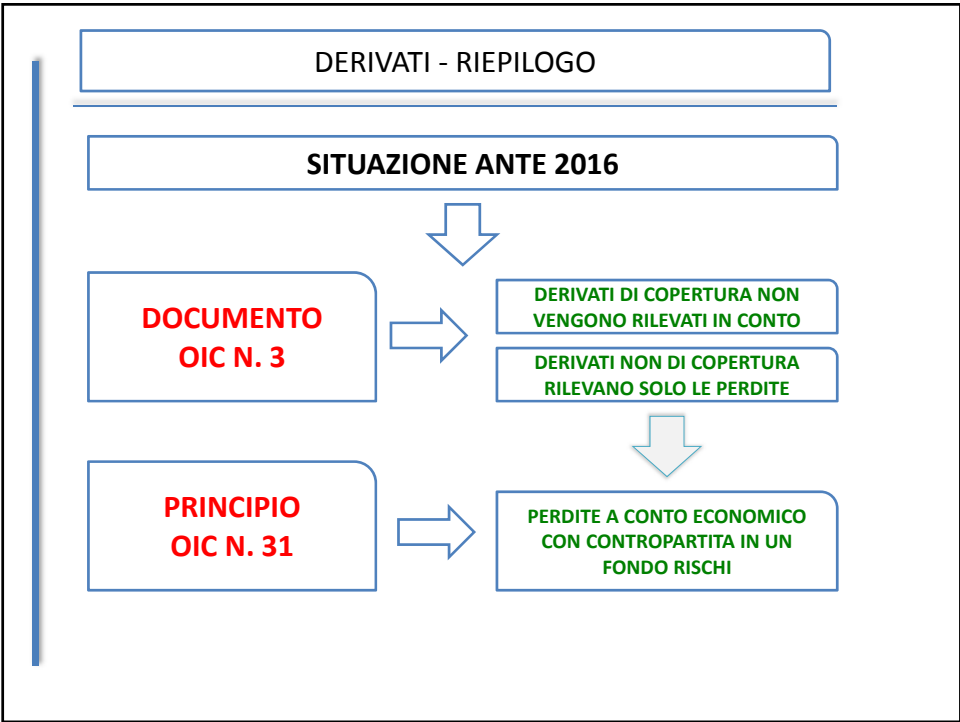 DERIVATI - RIEPILOGO
SITUAZIONE ANTE 2016
DOCUMENTO
OIC N. 3
DERIVATI DI COPERTURA NON
VENGONO RILEVATI IN CONTO
DERIVATI NON DI COPERTURA
RILEVANO SOLO LE PERDITE
PRINCIPIO
OIC N. 31
PERDITE A CONTO ECONOMICO
CON CONTROPARTITA IN UN
FONDO RISCHI